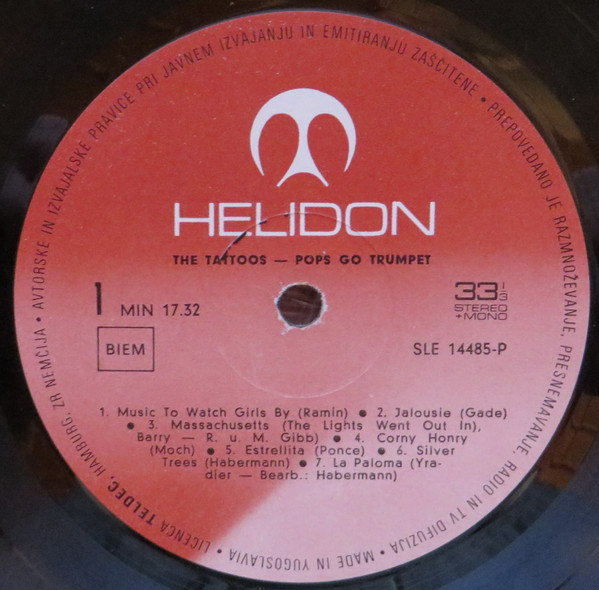 HELIDON
THE TATTOOS — POPS GO TRUMPET
1 MIN 17.32
33 1/3
STEREO
+MONO
BIEM
SLE 14485-P
1. Music To Watch Girls By (Ramin) ● 2. Jalousie (Gade)
● 3. Massachusetts (The Lights Went Out In),
Barry — R. u. M. Gibb) ● 4. Corny Honry
(Moch) ● 5. Estrellita (Ponce) ● 6. Silver
Trees (Habermann) ● 7. La Paloma (Yra-
dler — Bearb.: Habermann)
LICENCA TELDEC, HAMBURG, ZR NEMČIJA • AVTORSKE IN IZVAJALSKE PRAVICE PRI JAVNEM IZVAJANJU IN EMITIRANJU ZAŠČITENE • PREPOVEDANO JE RAZMNOŽEVANJE, PRESNEMAVANJE, RADIO IN TV DIFUZIJA • MADE IN YUGOSLAVIA •